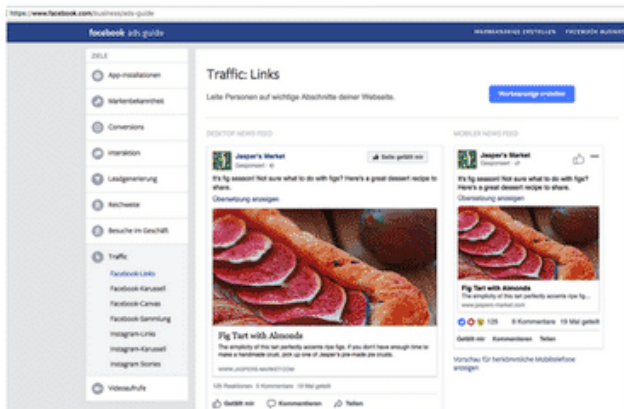 https://www.facebook.com/business/ads-guide
facebook ads guide
WERBEANZEIGE ERSTELLEN
ZIELE
App-Installationen
Markenbekanntheit
Conversions
Interaktion
Leadgenerierung
Reichweite
Besuche im Geschäft
Traffic
Facebook-Links
Facebook-Karussell
Facebook-Canvas
Facebook-Sammlung
Instagram-Links
Instagram-Karussell
Instagram Stories
Videoaufrufe
Traffic: Links
Leite Personen auf wichtige Abschnitte deiner Webseite.
Werbeanzeige erstellen
DESKTOP NEWS FEED
Jasper's Market
Gesponsert
Seite gefällt mir
It's fig season! Not sure what to do with figs? Here's a great dessert recipe to
share.
Übersetzung anzeigen
Fig Tart with Almonds
The simplicity of this tart perfectly accents ripe figs. If you don't have enough time to
make a handmade crust, pick up one of Jasper's pre-made pie crusts.
WWW.JASPERS-MARKET.COM
125 Reaktionen 5 Kommentare 19 Mal geteilt
Gefällt mir Kommentieren Teilen
MOBILER NEWS FEED
Jasper's Market
Gesponsert
It's fig season! Not sure what to do with figs?
Here's a great dessert recipe to share.
Übersetzung anzeigen
Fig Tart with Almonds
The simplicity of this tart perfectly accents ripe fig...
www.jaspers-market.com
125 6 Kommentare 19 Mal geteilt
Gefällt mir Kommentieren Teilen
Vorschau für herkömmliche Mobiltelefone
anzeigen